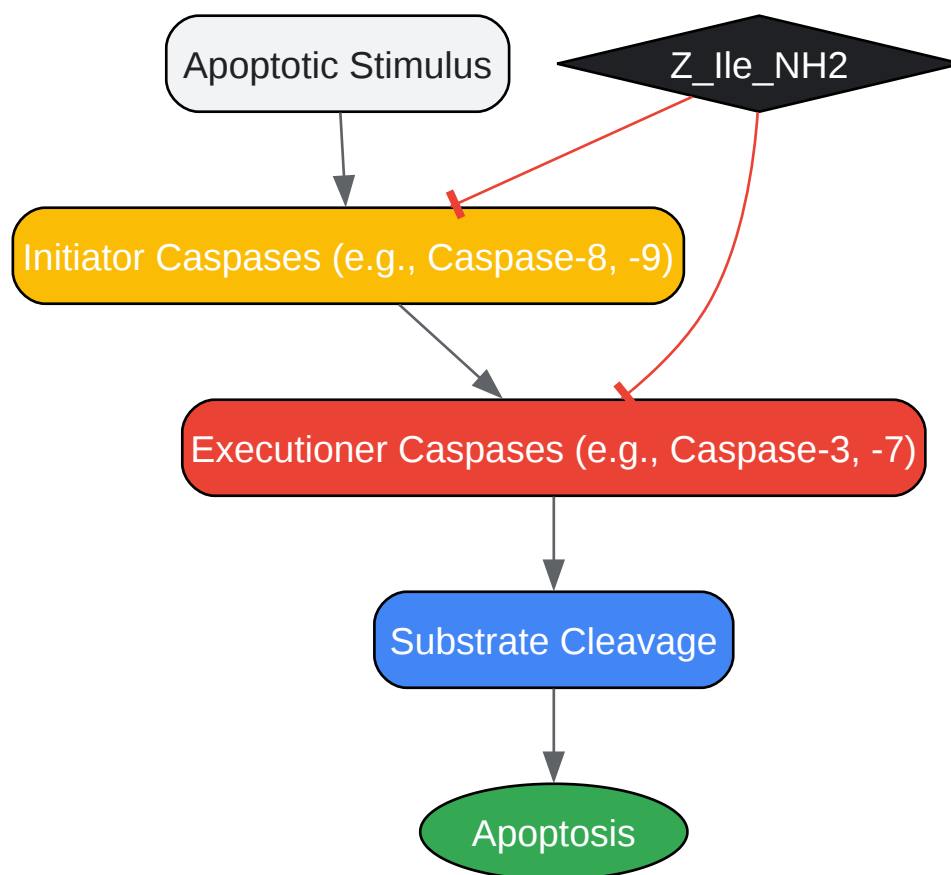 Apoptotic Stimulus
Z_Ile_NH2
Initiator Caspases (e.g., Caspase-8, -9)
Executioner Caspases (e.g., Caspase-3, -7)
Substrate Cleavage
Apoptosis